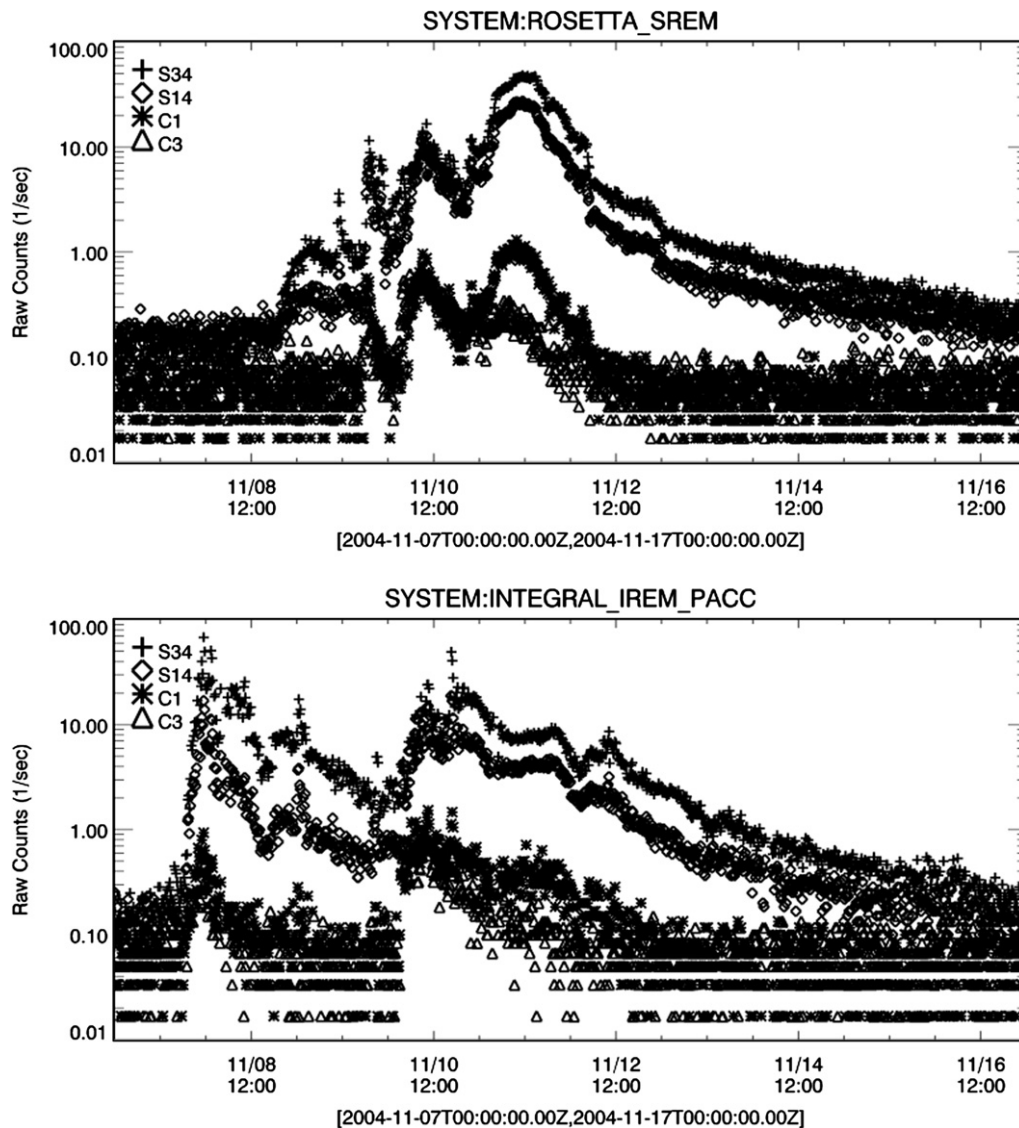 SYSTEM:ROSETTA_SREM
100.00
10.00
1.00
0.10
0.01
Raw Counts (1/sec)
S34
S14
C1
C3
11/08 11/10 11/12 11/14 11/16
12:00 12:00 12:00 12:00 12:00
[2004-11-07T00:00:00.00Z,2004-11-17T00:00:00.00Z]
SYSTEM:INTEGRAL_IREM_PACC
100.00
10.00
1.00
0.10
0.01
Raw Counts (1/sec)
S34
S14
C1
C3
11/08 11/10 11/12 11/14 11/16
12:00 12:00 12:00 12:00 12:00
[2004-11-07T00:00:00.00Z,2004-11-17T00:00:00.00Z]